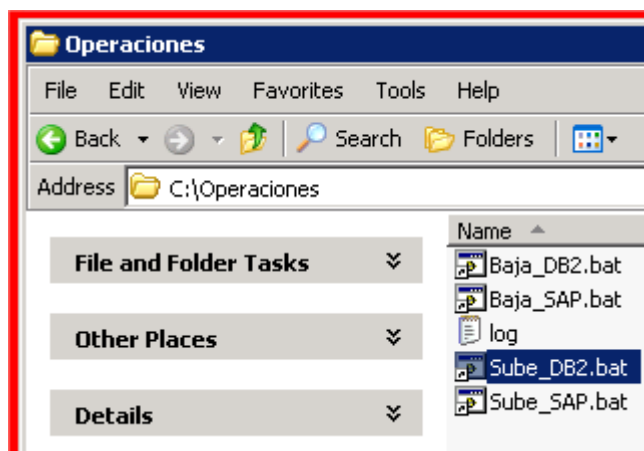 Operaciones
File Edit View Favorites Tools Help
Back Search Folders
Address C:\Operaciones
File and Folder Tasks
Other Places
Details
Name
Baja_DB2.bat
Baja_SAP.bat
log
Sube_DB2.bat
Sube_SAP.bat